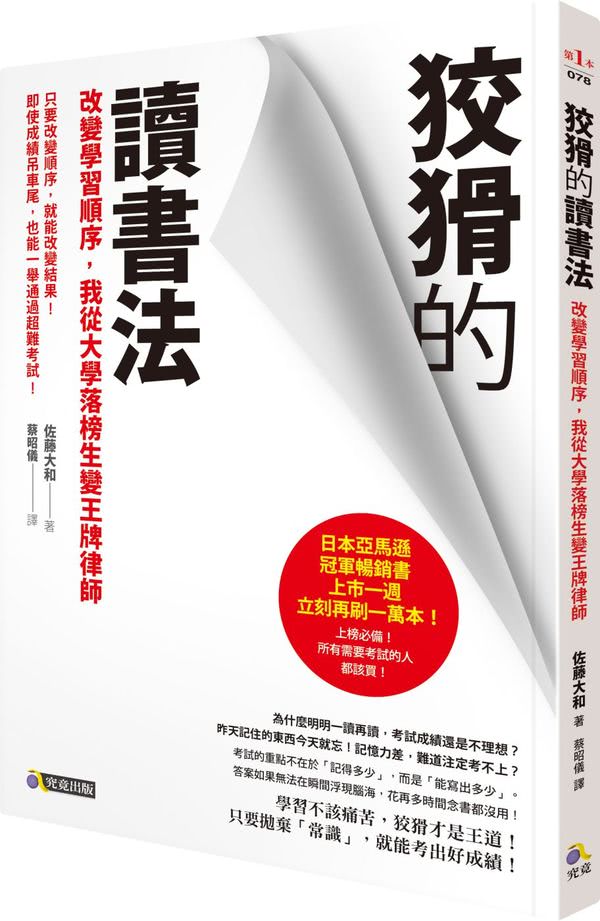 狡猾的
讀書法
改變學習順序，我從大學落榜生變王牌律師
只要改變順序，就能改變結果！
即使成績吊車尾，也能一舉通過超難考試！
佐藤大和——著
蔡昭儀——譯
日本亞馬遜
冠軍暢銷書
上市一週
立刻再刷一萬本！
上榜必備！
所有需要考試的人
都該買！
為什麼明明一讀再讀，考試成績還是不理想？
昨天記住的東西今天就忘！記憶力差，難道注定考不上？
考試的重點不在於「記得多少」，而是「能寫出多少」。
答案如果無法在瞬間浮現腦海，花再多時間念書都沒用！
學習不該痛苦，狡猾才是王道！
只要拋棄「常識」，就能考出好成績！
究竟出版
第1本
078
狡猾的讀書法
改變學習順序，我從大學落榜生變王牌律師
佐藤大和 著
蔡昭儀 譯
究竟